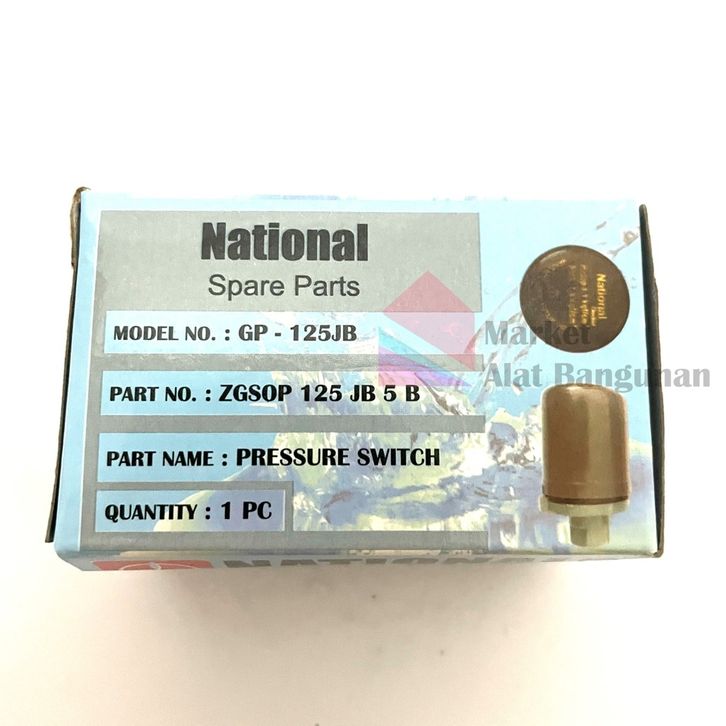 National
Spare Parts
MODEL NO. : GP - 125JB
PART NO. : ZGSOP 125 JB 5 B
PART NAME : PRESSURE SWITCH
QUANTITY : 1 PC
National
Market
Alat Bangunan